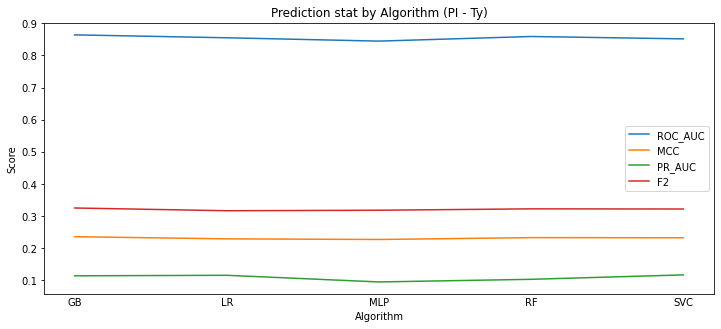 Prediction stat by Algorithm (PI - Ty)
0.9
0.8
0.7
0.6
0.5
0.4
0.3
0.2
0.1
Score
ROC_AUC
MCC
PR_AUC
F2
GB
LR
MLP
RF
SVC
Algorithm